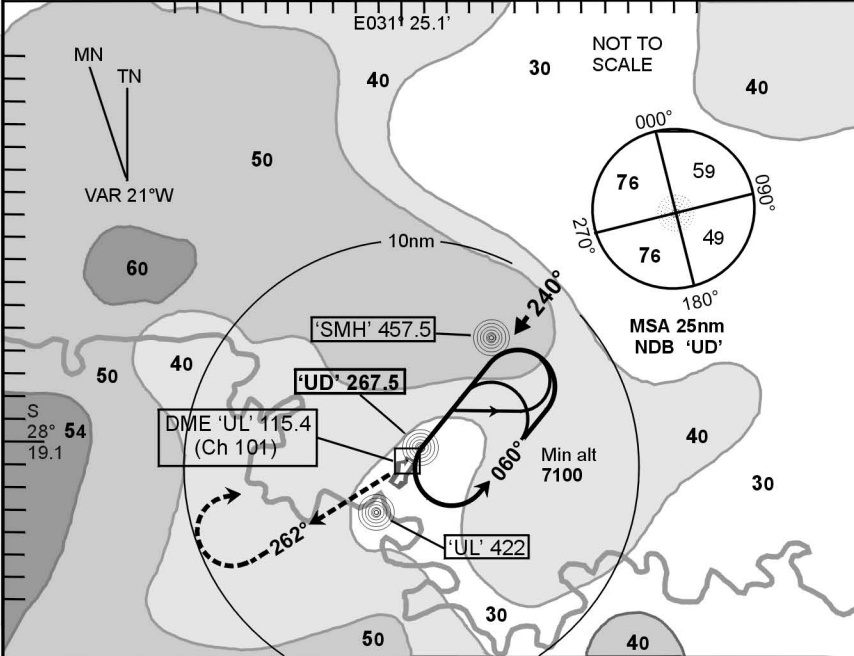 E031° 25.1'
MN
TN
VAR 21°W
NOT TO
SCALE
40
30
40
50
000°
090°
180°
270°
76
59
76
49
MSA 25nm
NDB 'UD'
60
10nm
240°
'SMH' 457.5
50
40
'UD' 267.5
S
28°
19.1
54
DME 'UL' 115.4
(Ch 101)
060°
Min alt
7100
40
30
262°
'UL' 422
30
50
40